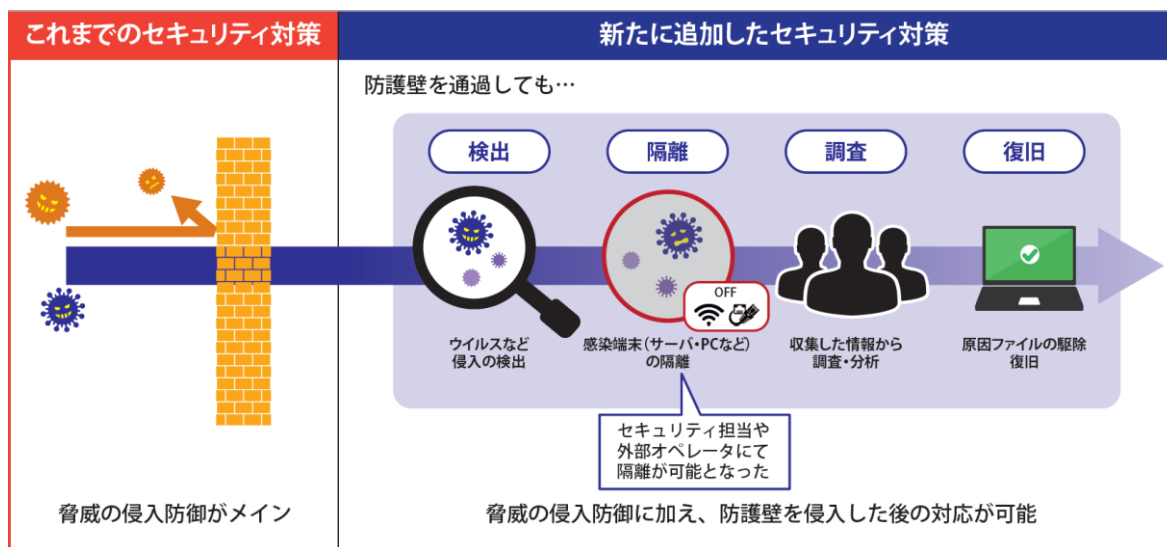 これまでのセキュリティ対策
新たに追加したセキュリティ対策
防護壁を通過しても…
検出
隔離
調査
復旧
OFF
ウイルスなど
侵入の検出
感染端末（サーバ・PCなど）
の隔離
収集した情報から
調査・分析
原因ファイルの駆除
復旧
セキュリティ担当や
外部オペレータにて
隔離が可能となった
脅威の侵入防御がメイン
脅威の侵入防御に加え、防護壁を侵入した後の対応が可能